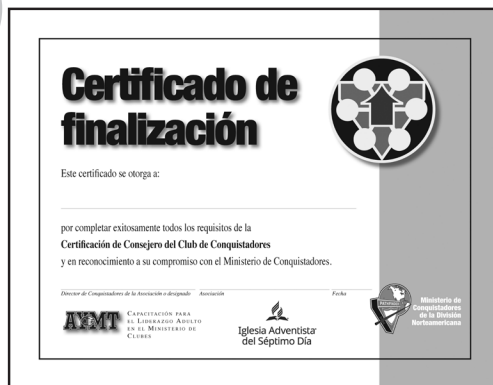 Certificado de
finalización
Este certificado se otorga a:
por completar exitosamente todos los requisitos de la
Certificación de Consejero del Club de Conquistadores
y en reconocimiento a su compromiso con el Ministerio de Conquistadores.
Director de Conquistadores de la Asociación o designado Asociación Fecha
AYMT
Capacitación para
el Liderazgo Adulto
en el Ministerio de
Clubes
Iglesia Adventista
del Séptimo Día
Ministerio de
Conquistadores
de la División
Norteamericana